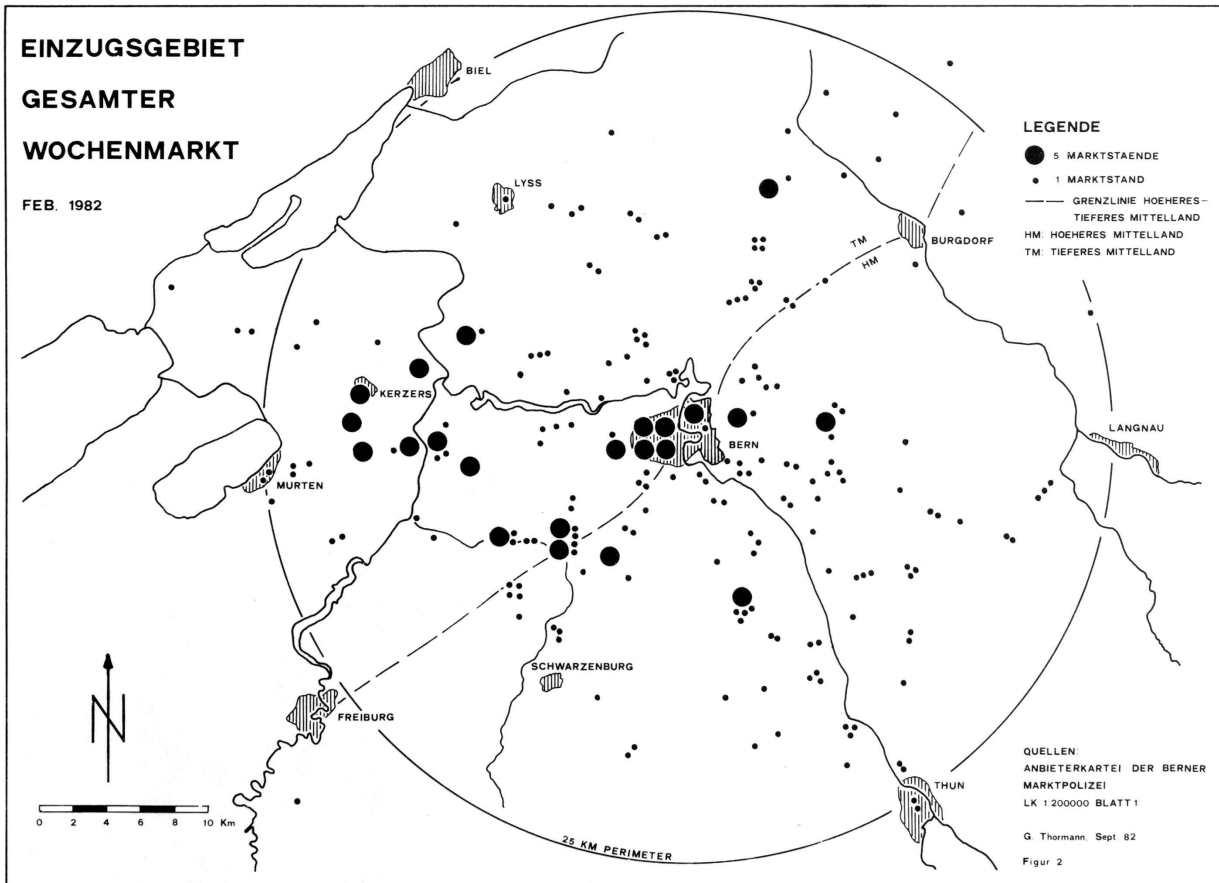 EINZUGSGEBIET
GESAMTER
WOCHENMARKT
FEB. 1982
BIEL
LYSS
LEGENDE
5 MARKTSTAENDE
1 MARKTSTAND
GRENZLINIE HOEHERES-
TIEFERES MITTELLAND
HM: HOEHERES MITTELLAND
TM: TIEFERES MITTELLAND
BURGDORF
TM
HM
KERZERS
BERN
LANGNAU
MURTEN
SCHWARZENBURG
FREIBURG
N
0 2 4 6 8 10 Km
THUN
25 KM PERIMETER
QUELLEN:
ANBIETERKARTEI DER BERNER
MARKTPOLIZEI
LK 1:200000 BLATT 1
G. Thormann, Sept. 82
Figur 2